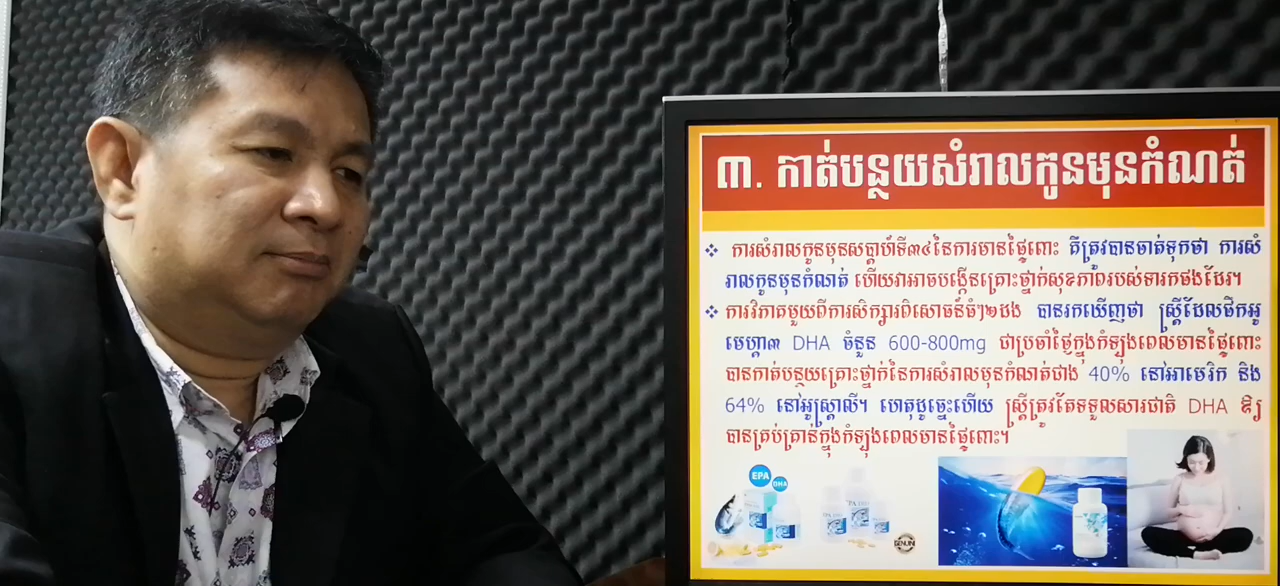 ៣. កាត់បន្ថយសំរាលកូនមុនកំណត់
❖ ការសំរាលកូនមុនសប្តាហ៍ទី៣៤នៃការមានផ្ទៃពោះ គឺត្រូវបានចាត់ទុកថា ការសំ
រាលកូនមុនកំណត់ ហើយវាអាចបង្កើនគ្រោះថ្នាក់សុខភាពរបស់ទារកផងដែរ។
❖ ការវិភាគមួយពីការសិក្សារពិសោធន៍ធំៗ២ដង បានរកឃើញថា ស្ត្រីដែលផឹកអូ
មេហ្គា៣ DHA ចំនួន 600-800mg ជាប្រចាំថ្ងៃក្នុងកំឡុងពេលមានផ្ទៃពោះ
បានកាត់បន្ថយគ្រោះថ្នាក់នៃការសំរាលមុនកំណត់ជាង 40% នៅអាមេរិក និង
64% នៅអូស្ត្រាលី។ ហេតុដូច្នេះហើយ ស្ត្រីត្រូវតែទទួលសារជាតិ DHA ឱ្យ
បានគ្រប់គ្រាន់ក្នុងកំឡុងពេលមានផ្ទៃពោះ។
EPA
DHA
GENUINE